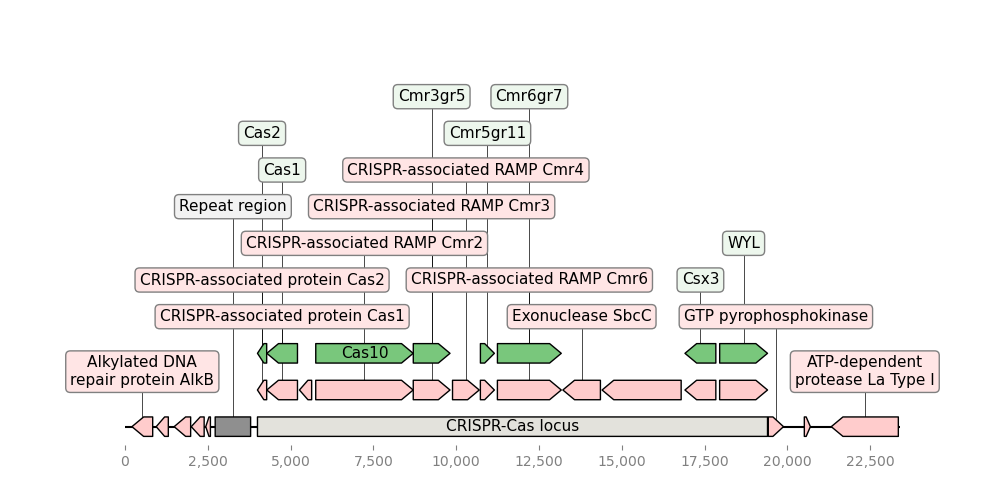 Cmr3gr5 Cmr6gr7
Cas2 Cmr5gr11
Cas1 CRISPR-associated RAMP Cmr4
Repeat region CRISPR-associated RAMP Cmr3
CRISPR-associated RAMP Cmr2 WYL
CRISPR-associated protein Cas2 CRISPR-associated RAMP Cmr6 Csx3
CRISPR-associated protein Cas1 Exonuclease SbcC GTP pyrophosphokinase
Cas10
Alkylated DNA
repair protein AlkB
ATP-dependent
protease La Type I
CRISPR-Cas locus
0 2,500 5,000 7,500 10,000 12,500 15,000 17,500 20,000 22,500